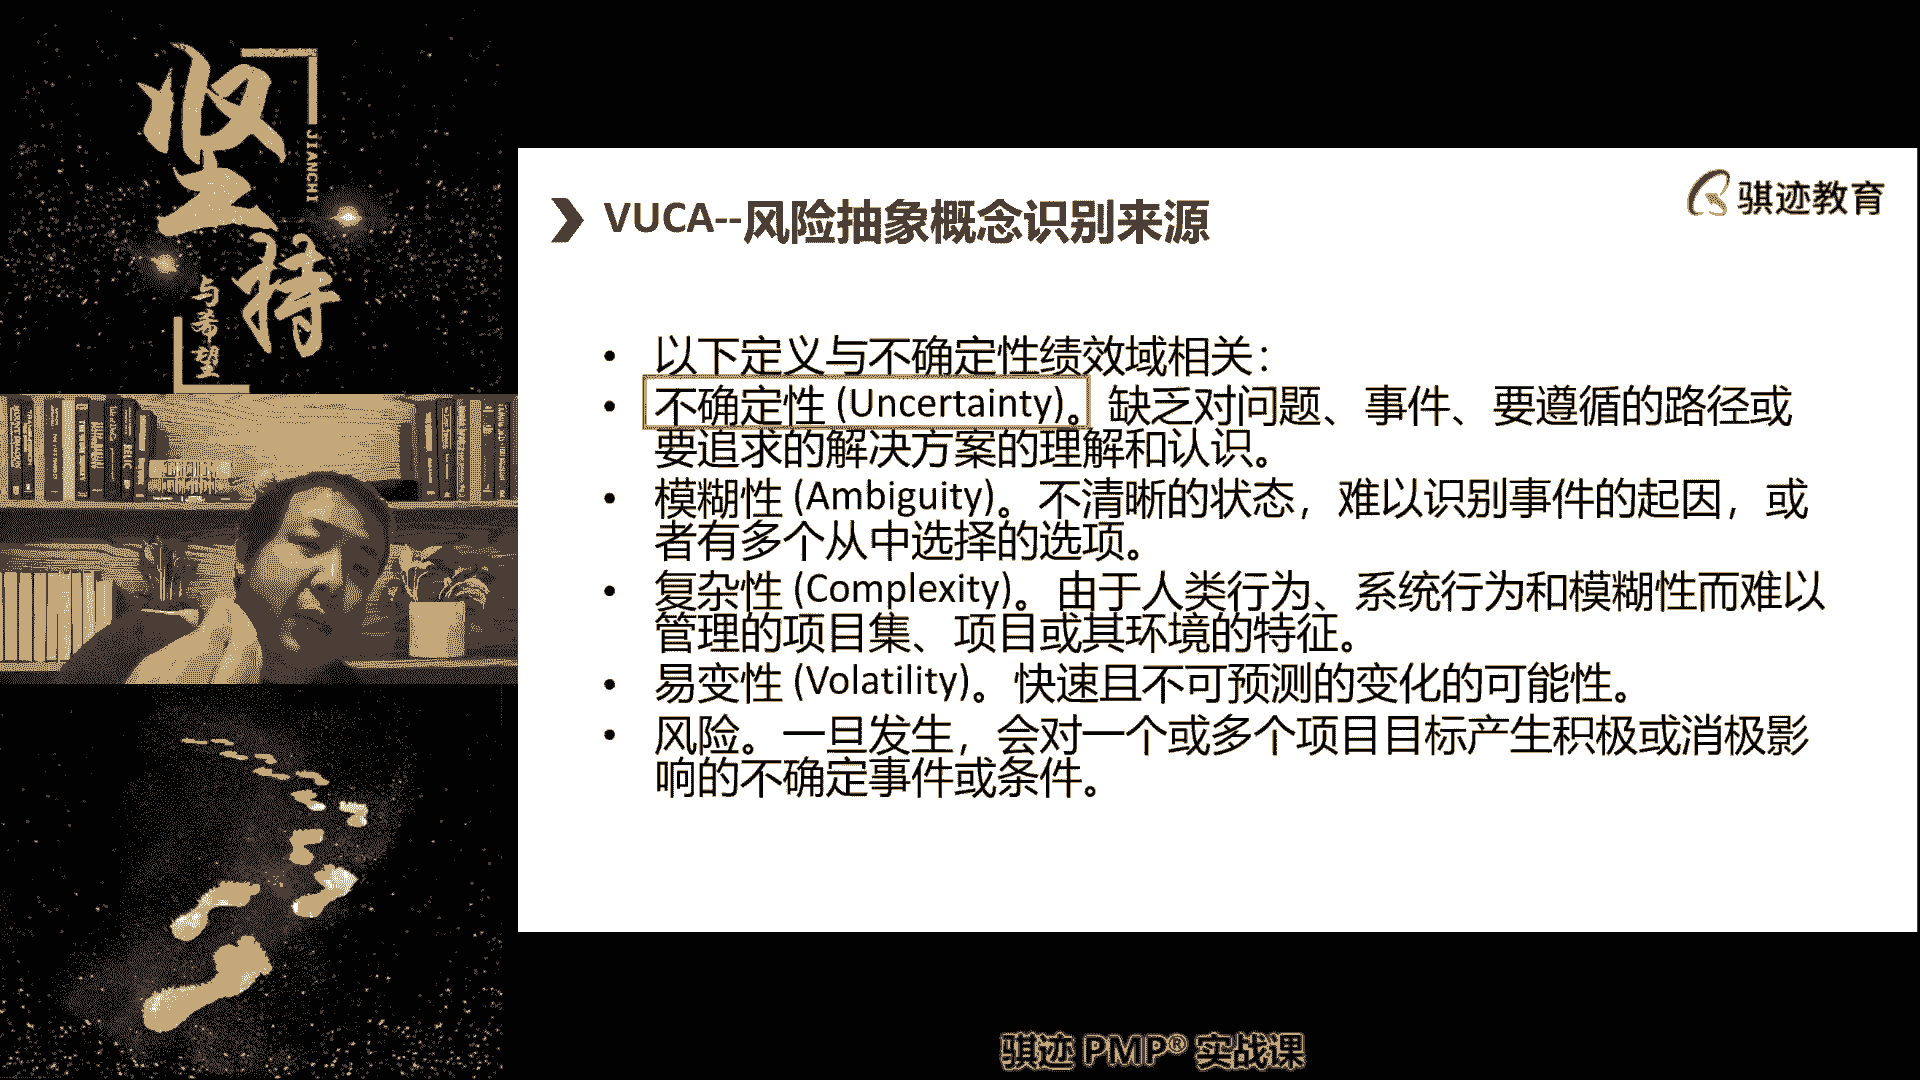 坚持
JIANCHI
与希望
骐迹教育
VUCA--风险抽象概念识别来源
• 以下定义与不确定性绩效域相关：
• 不确定性 (Uncertainty)。缺乏对问题、事件、要遵循的路径或
要追求的解决方案的理解和认识。
• 模糊性 (Ambiguity)。不清晰的状态，难以识别事件的起因，或
者有多个从中选择的选项。
• 复杂性 (Complexity)。由于人类行为、系统行为和模糊性而难以
管理的项目集、项目或其环境的特征。
• 易变性 (Volatility)。快速且不可预测的变化的可能性。
• 风险。一旦发生，会对一个或多个项目目标产生积极或消极影
响的不确定事件或条件。
骐迹 PMP® 实战课